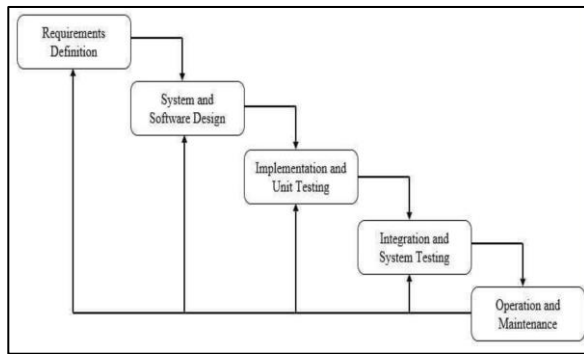 Requirements
Definition
System and
Software Design
Implementation and
Unit Testing
Integration and
System Testing
Operation and
Maintenance